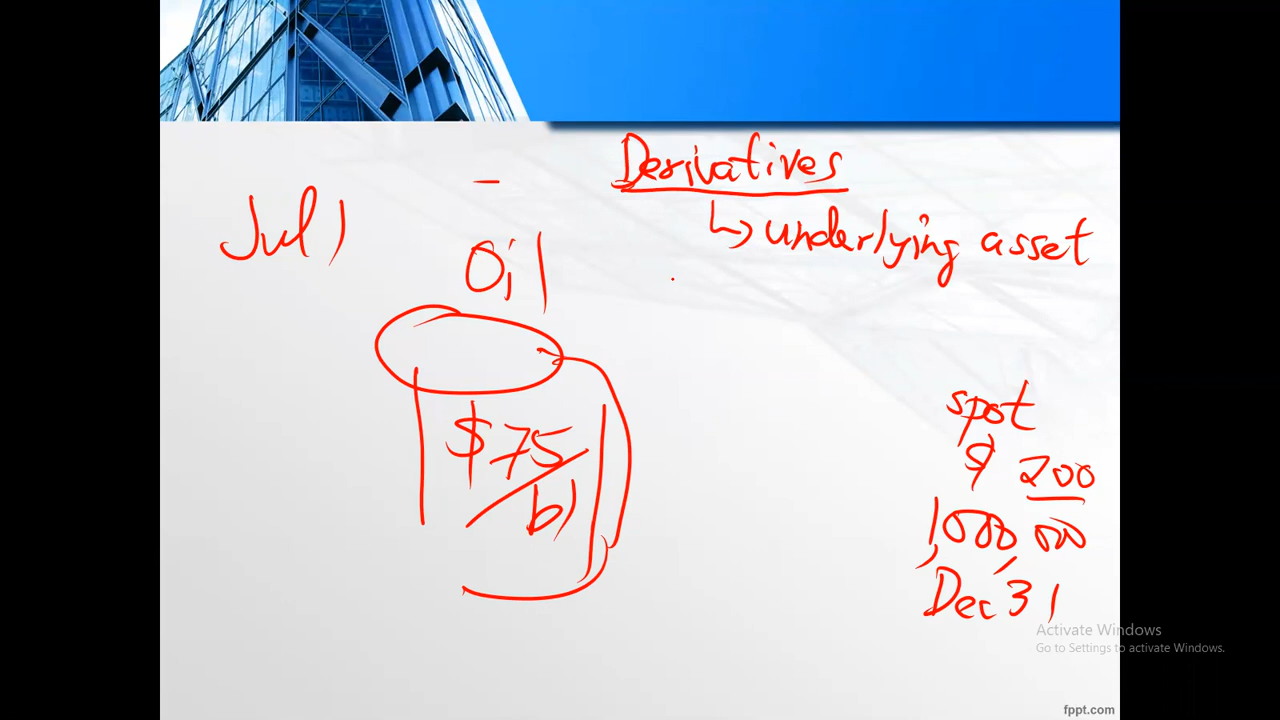 Derivatives
↳ underlying asset
Jul 1
Oil
$75/bl
spot
$ 200
1,000,000
Dec 31
Activate Windows
Go to Settings to activate Windows.
fppt.com